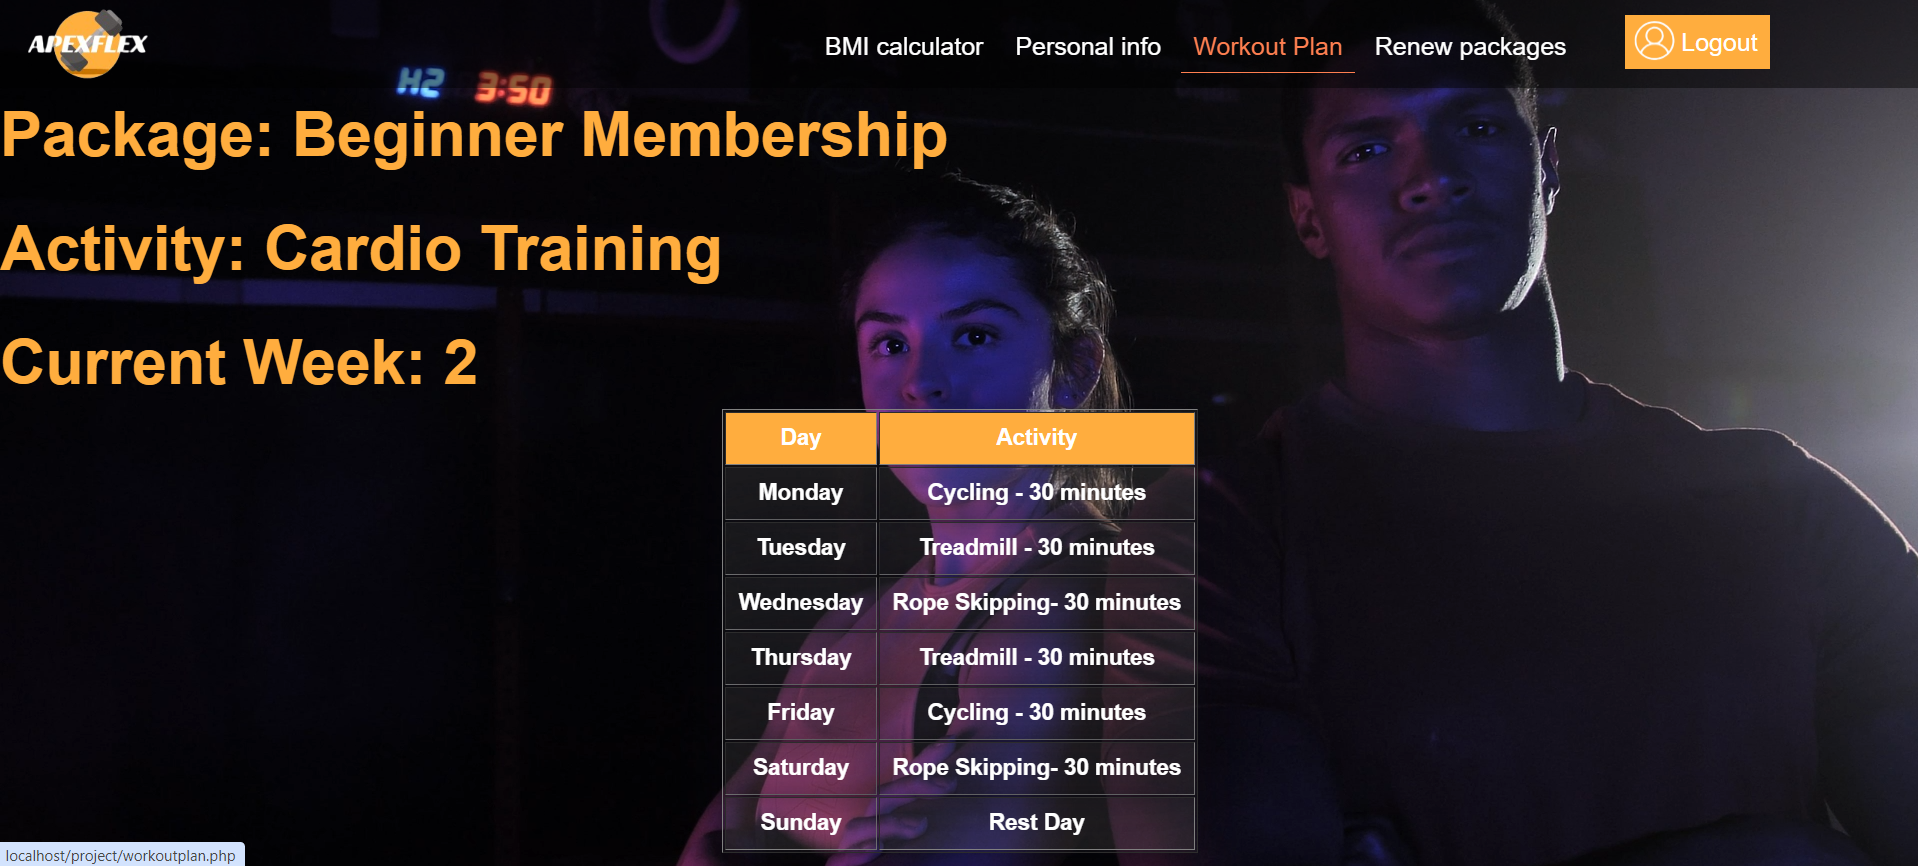 APEXFLEX
BMI calculator Personal info Workout Plan Renew packages Logout
H2 3:50
Package: Beginner Membership
Activity: Cardio Training
Current Week: 2
Day Activity
Monday Cycling - 30 minutes
Tuesday Treadmill - 30 minutes
Wednesday Rope Skipping- 30 minutes
Thursday Treadmill - 30 minutes
Friday Cycling - 30 minutes
Saturday Rope Skipping- 30 minutes
Sunday Rest Day
localhost/project/workoutplan.php